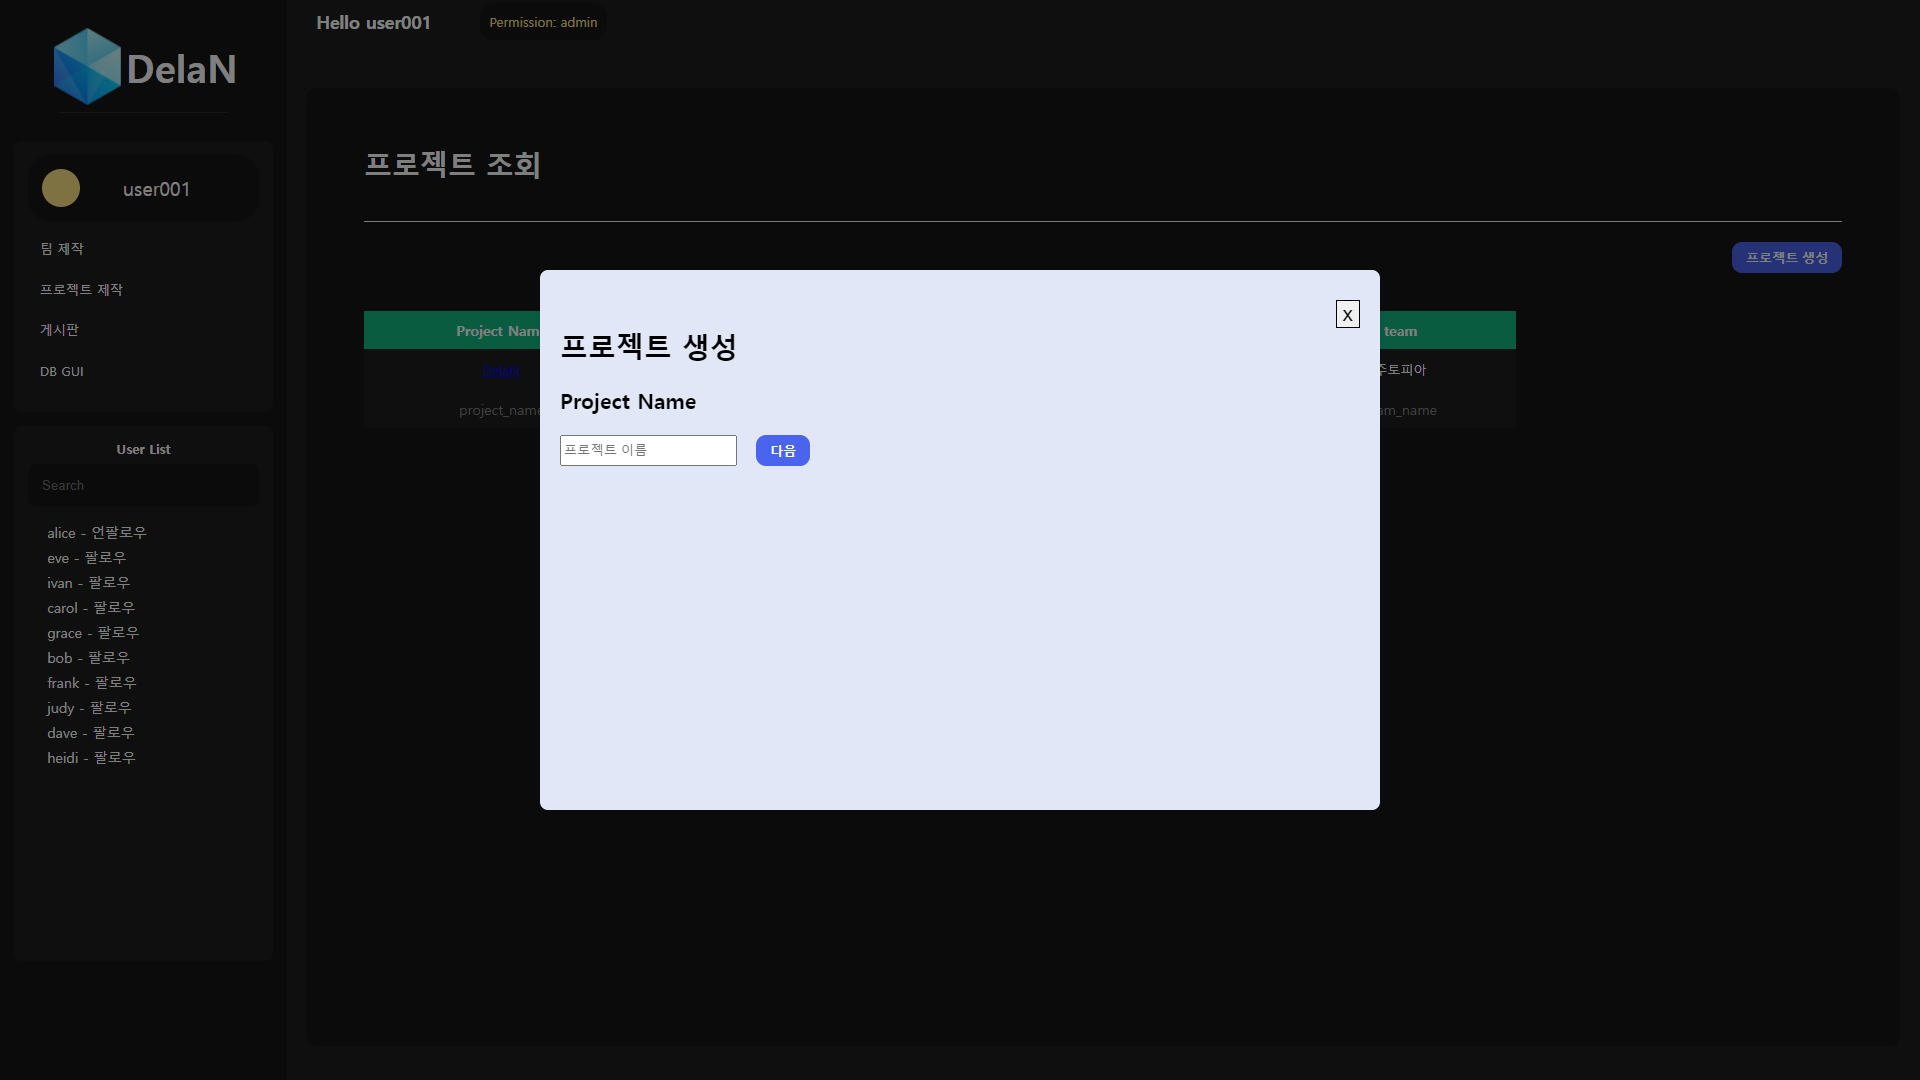 DelaN
user001
팀 제작
프로젝트 제작
게시판
DB GUI
User List
Search
alice - 언팔로우
eve - 팔로우
ivan - 팔로우
carol - 팔로우
grace - 팔로우
bob - 팔로우
frank - 팔로우
judy - 팔로우
dave - 팔로우
heidi - 팔로우
Hello user001
Permission: admin
프로젝트 조회
프로젝트 생성
Project Nam team
DelaN 주토피아
project_name am_name
X
프로젝트 생성
Project Name
프로젝트 이름 다음